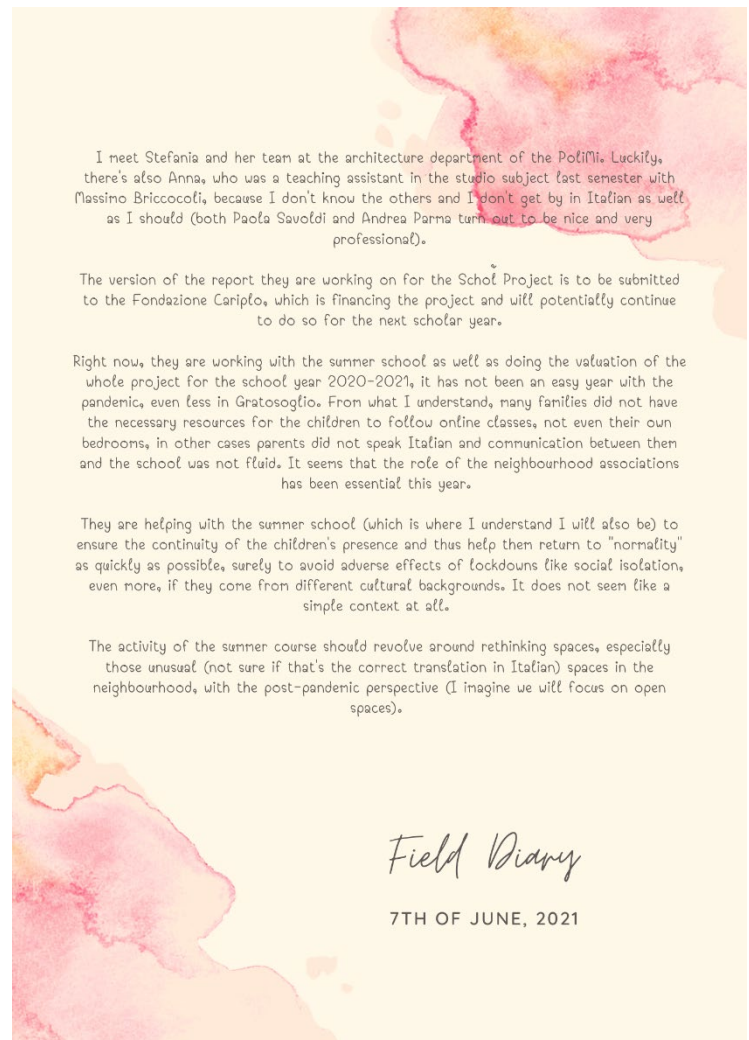 I meet Stefania and her team at the architecture department of the PoliMi. Luckily,
there's also Anna, who was a teaching assistant in the studio subject last semester with
Massimo Briccocoli, because I don't know the others and I don't get by in Italian as well
as I should (both Paola Savoldi and Andrea Parma turn out to be nice and very
professional).
The version of the report they are working on for the Schol̃ Project is to be submitted
to the Fondazione Cariplo, which is financing the project and will potentially continue
to do so for the next scholar year.
Right now, they are working with the summer school as well as doing the valuation of the
whole project for the school year 2020-2021, it has not been an easy year with the
pandemic, even less in Gratosoglio. From what I understand, many families did not have
the necessary resources for the children to follow online classes, not even their own
bedrooms, in other cases parents did not speak Italian and communication between them
and the school was not fluid. It seems that the role of the neighbourhood associations
has been essential this year.
They are helping with the summer school (which is where I understand I will also be) to
ensure the continuity of the children's presence and thus help them return to "normality"
as quickly as possible, surely to avoid adverse effects of lockdowns like social isolation,
even more, if they come from different cultural backgrounds. It does not seem like a
simple context at all.
The activity of the summer course should revolve around rethinking spaces, especially
those unusual (not sure if that's the correct translation in Italian) spaces in the
neighbourhood, with the post-pandemic perspective (I imagine we will focus on open
spaces).
Field Diary
7TH OF JUNE, 2021